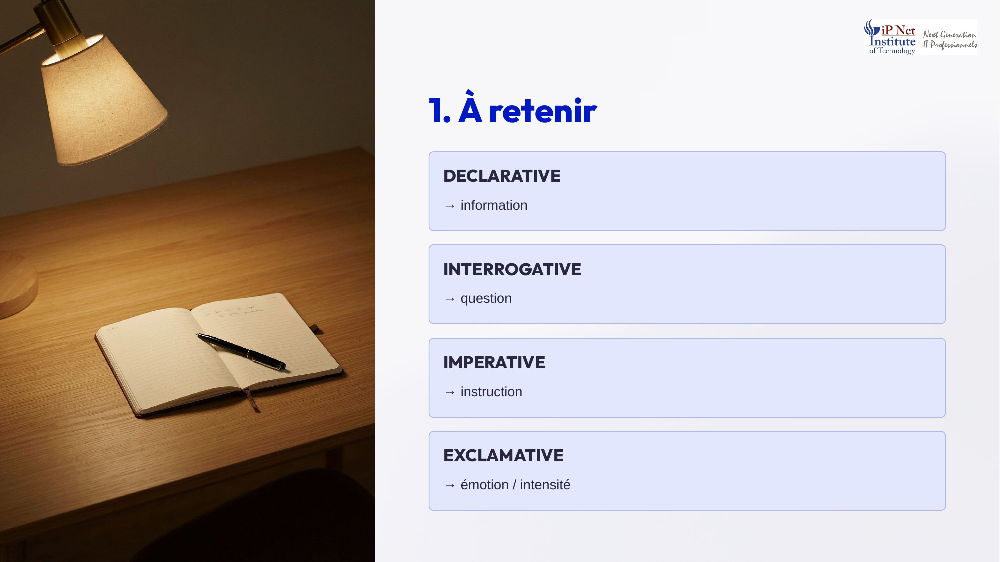 iP Net
Institute
of Technology
Next Generation
IT Professionnels
1. À retenir
DECLARATIVE
→ information
INTERROGATIVE
→ question
IMPERATIVE
→ instruction
EXCLAMATIVE
→ émotion / intensité